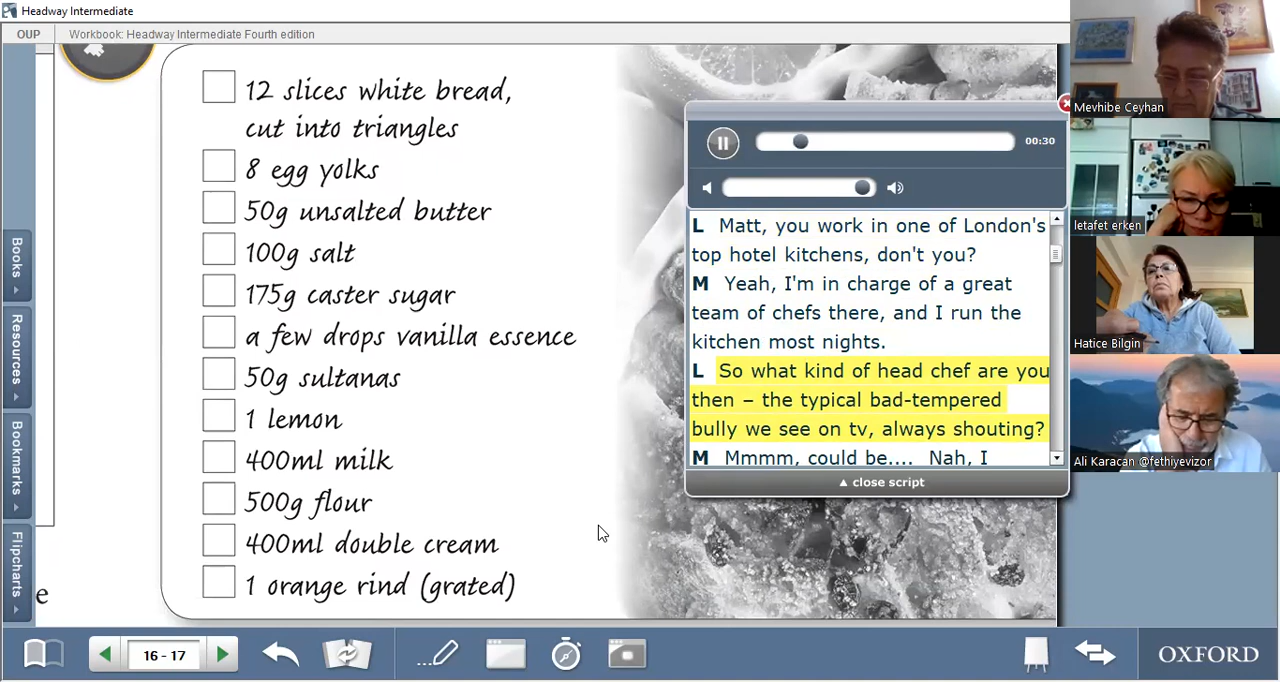 Headway Intermediate
OUP
Workbook: Headway Intermediate Fourth edition
Books
Resources
Bookmarks
Flipcharts
e
12 slices white bread,
cut into triangles
8 egg yolks
50g unsalted butter
100g salt
175g caster sugar
a few drops vanilla essence
50g sultanas
1 lemon
400ml milk
500g flour
400ml double cream
1 orange rind (grated)
00:30
L Matt, you work in one of London's
top hotel kitchens, don't you?
M Yeah, I'm in charge of a great
team of chefs there, and I run the
kitchen most nights.
L So what kind of head chef are you
then – the typical bad-tempered
bully we see on tv, always shouting?
M Mmmm, could be.... Nah, I
▲ close script
Mevhibe Ceyhan
letafet erken
Hatice Bilgin
Ali Karacan @fethiyevizor
16 - 17
OXFORD